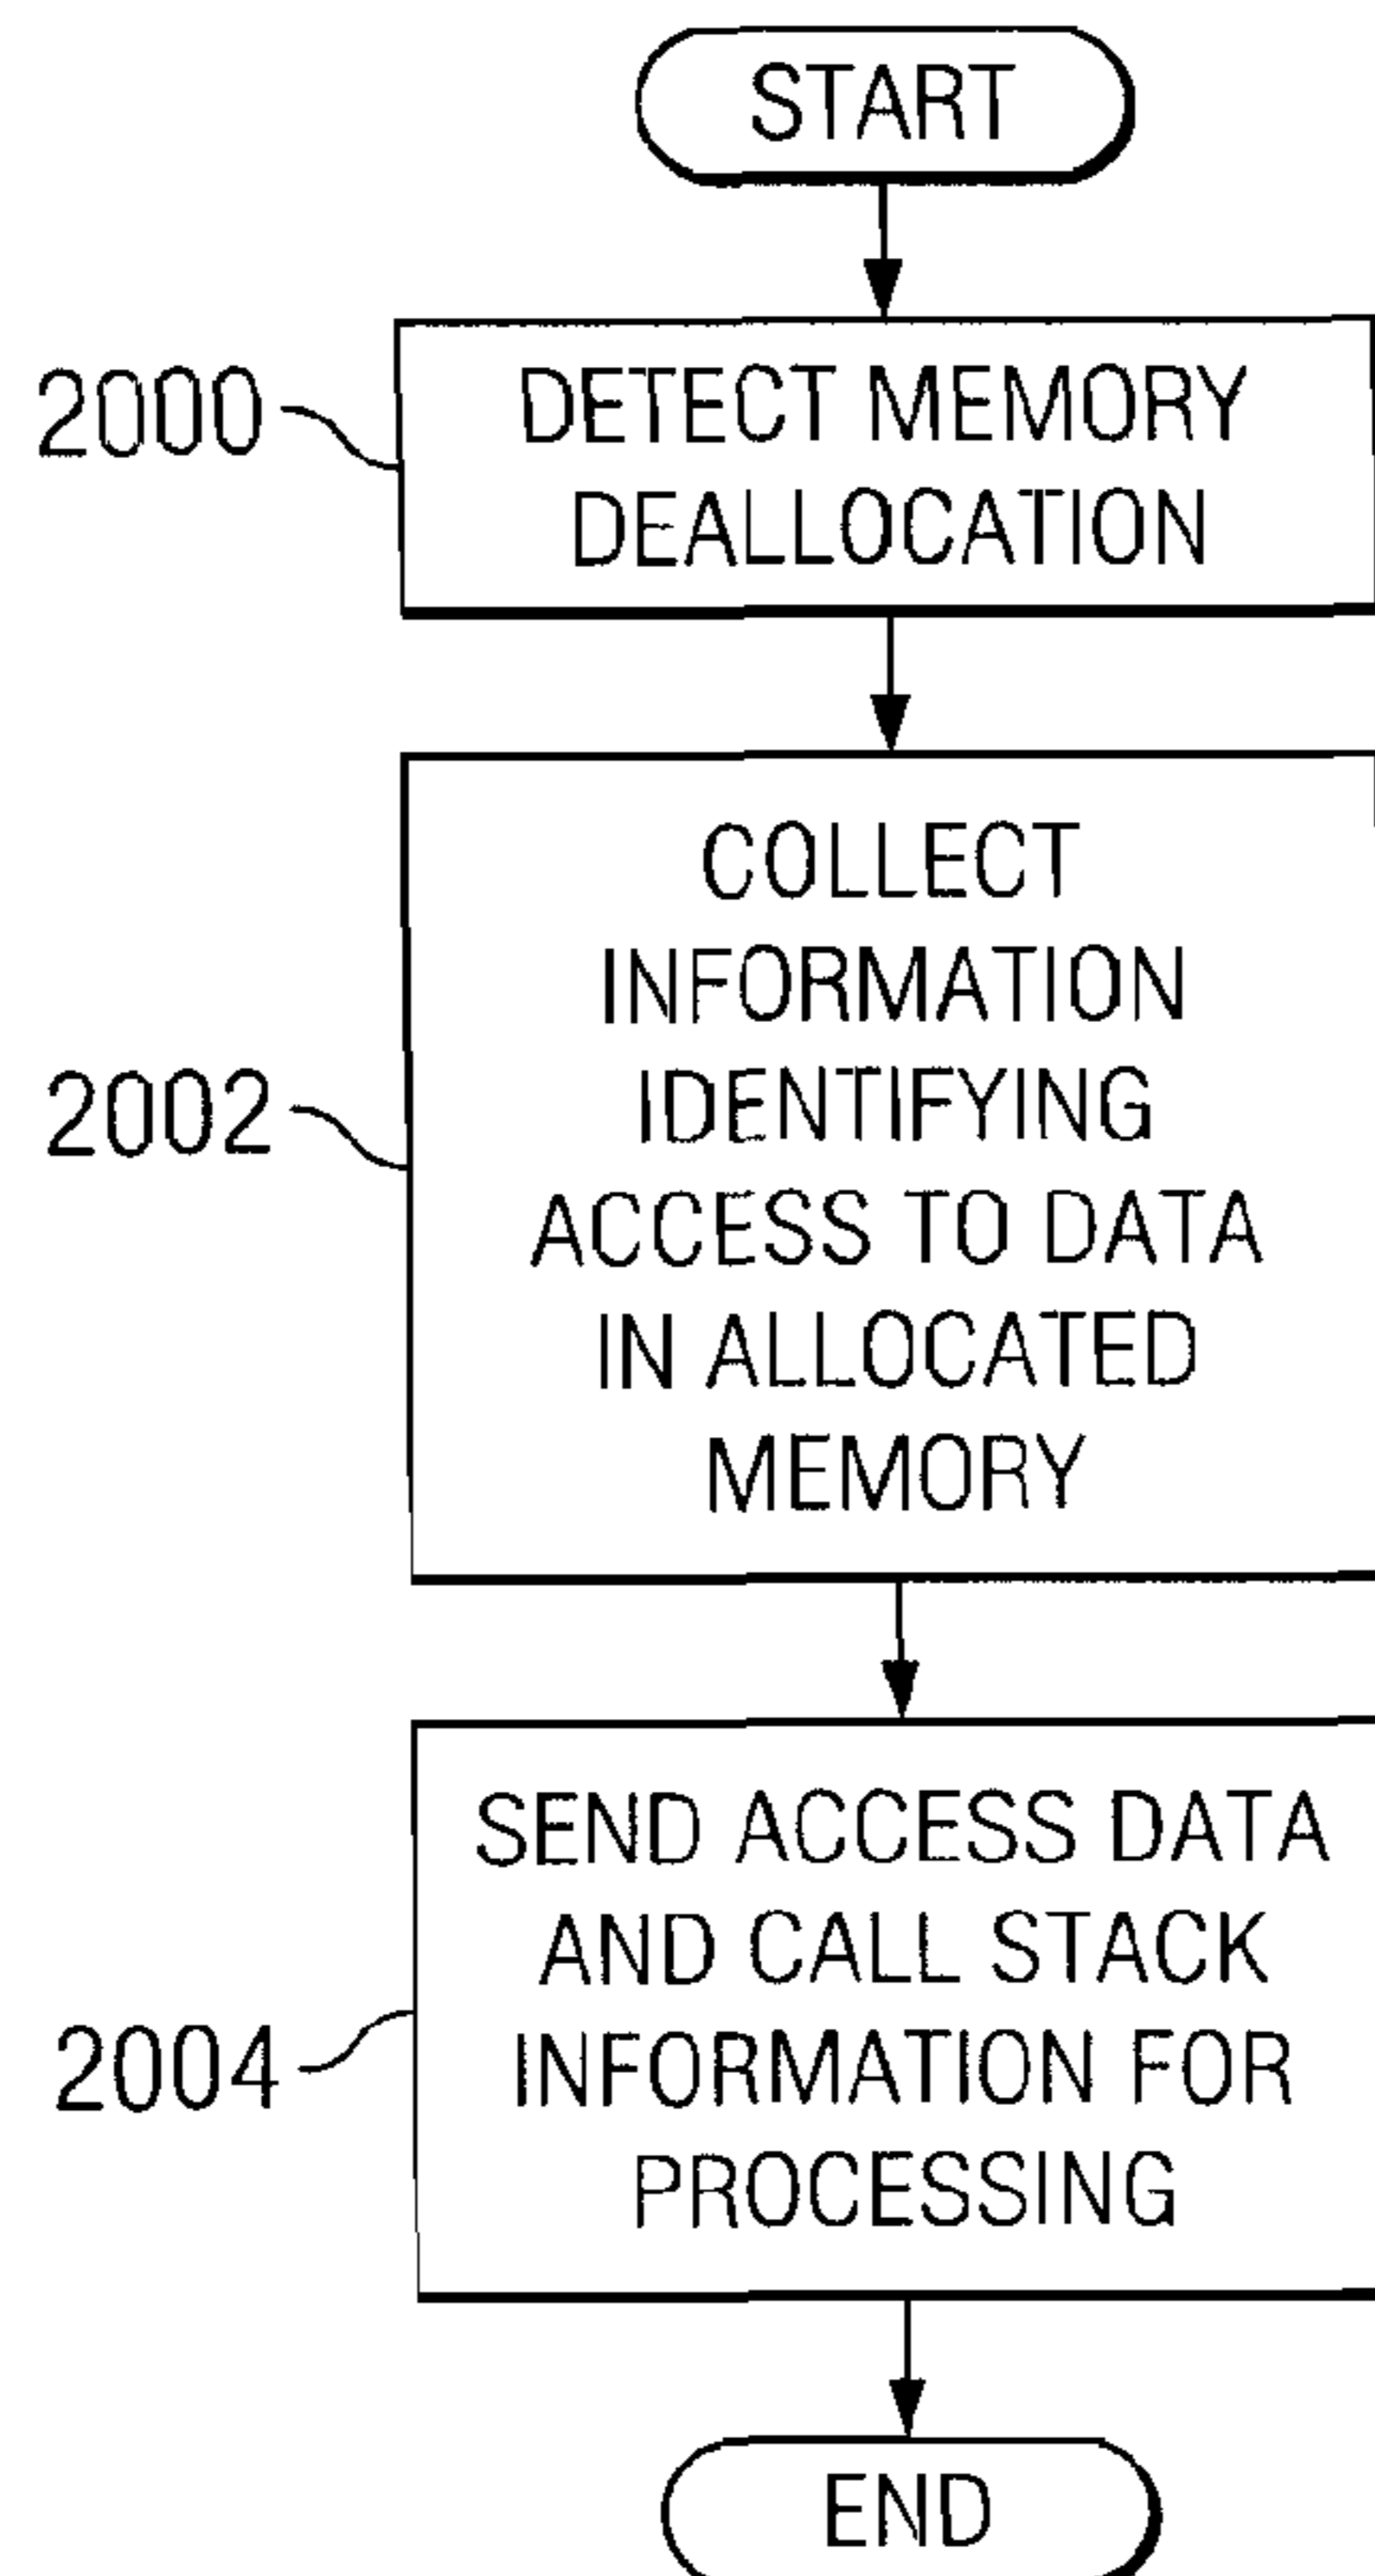 START
2000
DETECT MEMORY
DEALLOCATION
2002
COLLECT
INFORMATION
IDENTIFYING
ACCESS TO DATA
IN ALLOCATED
MEMORY
2004
SEND ACCESS DATA
AND CALL STACK
INFORMATION FOR
PROCESSING
END